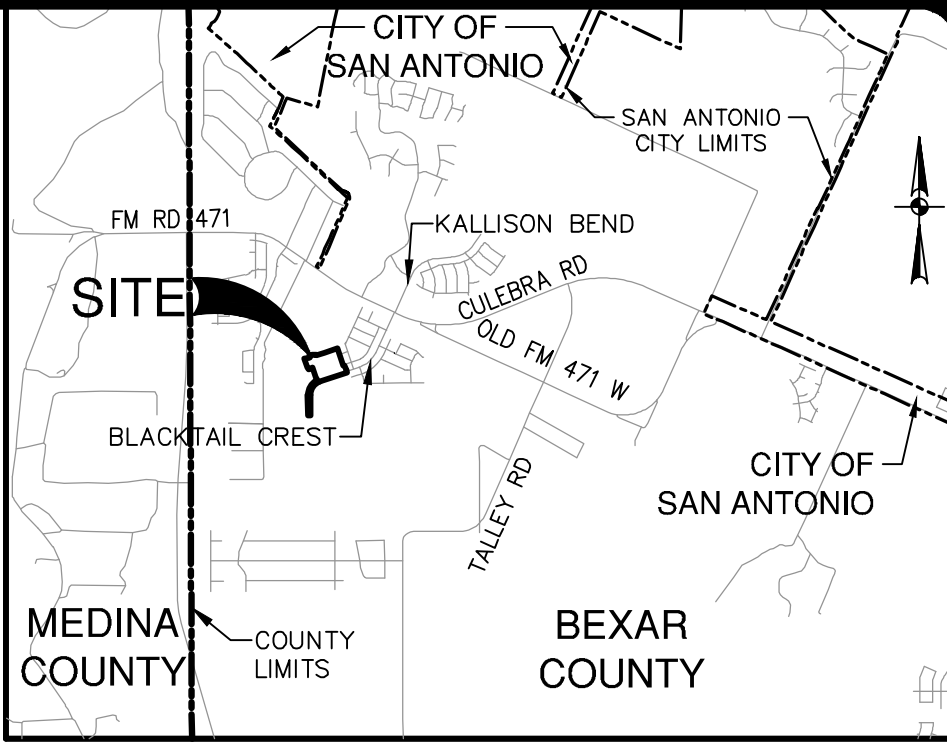 CITY OF
SAN ANTONIO
SAN ANTONIO
CITY LIMITS
FM RD 471
KALLISON BEND
SITE
CULEBRA RD
OLD FM 471 W
BLACKTAIL CREST
TALLEY RD
CITY OF
SAN ANTONIO
MEDINA
COUNTY
COUNTY
LIMITS
BEXAR
COUNTY